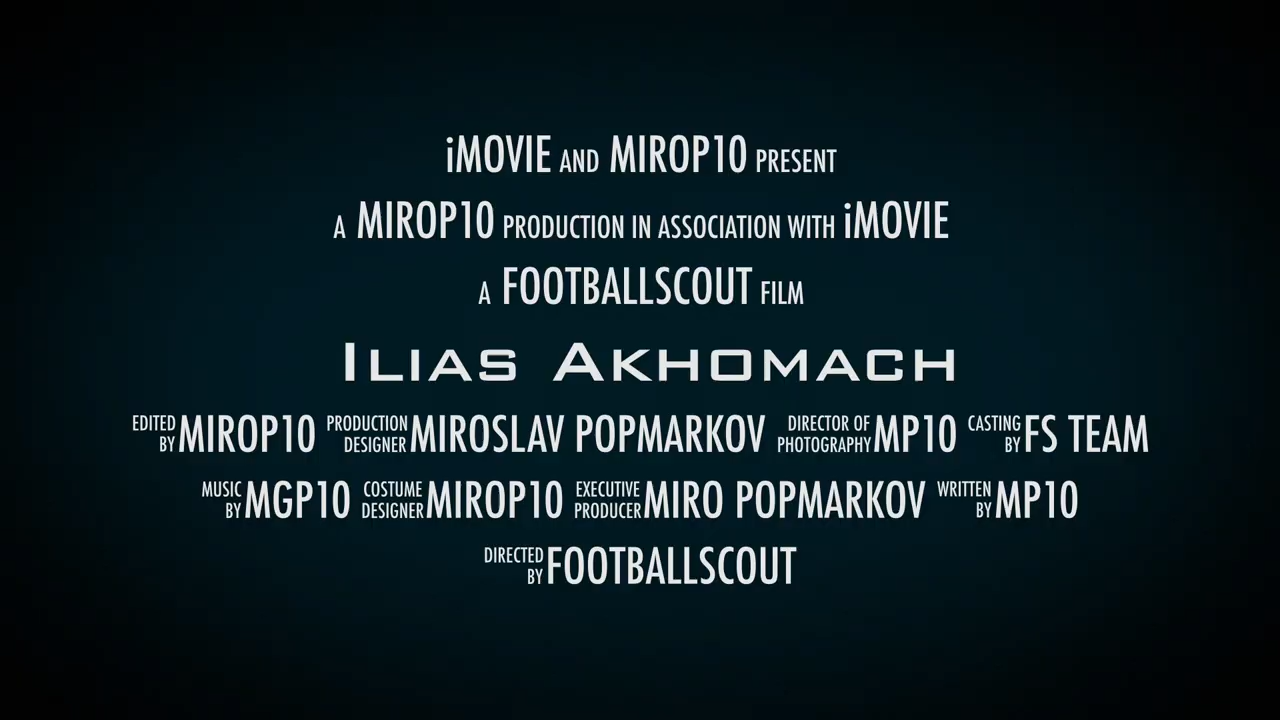 iMOVIE AND MIROP10 PRESENT
A MIROP10 PRODUCTION IN ASSOCIATION WITH iMOVIE
A FOOTBALLSCOUT FILM
ILIAS AKHOMACH
EDITED BY MIROP10 PRODUCTION DESIGNER MIROSLAV POPMARKOV DIRECTOR OF PHOTOGRAPHY MP10 CASTING BY FS TEAM
MUSIC BY MGP10 COSTUME DESIGNER MIROP10 EXECUTIVE PRODUCER MIRO POPMARKOV WRITTEN BY MP10
DIRECTED BY FOOTBALLSCOUT